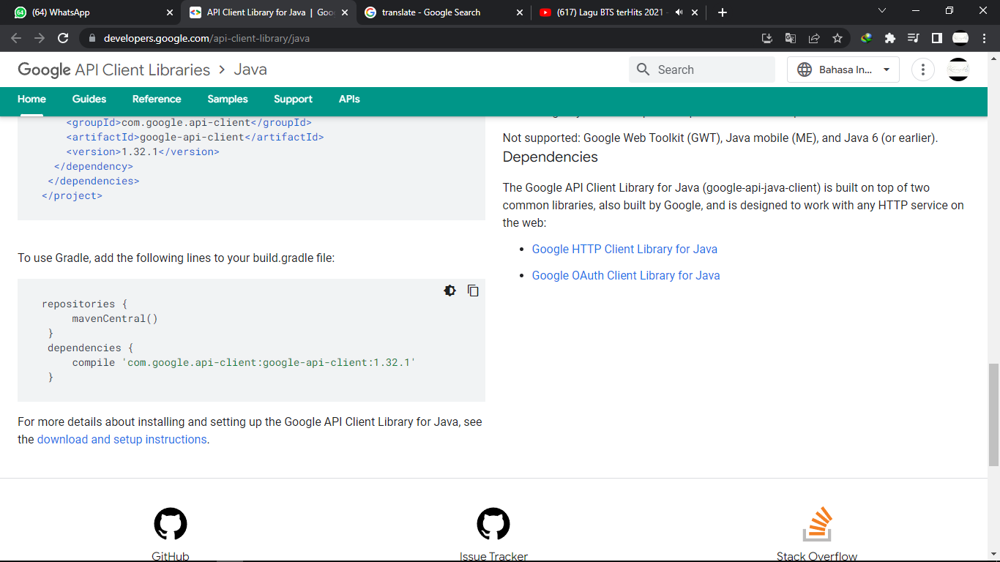 (64) WhatsApp
API Client Library for Java | Goo
translate - Google Search
(617) Lagu BTS terHits 2021 -
developers.google.com/api-client-library/java
Google API Client Libraries > Java
Search
Bahasa In...
Home
Guides
Reference
Samples
Support
APIs
<groupId>com.google.api-client</groupId>
<artifactId>google-api-client</artifactId>
<version>1.32.1</version>
</dependency>
</dependencies>
</project>
To use Gradle, add the following lines to your build.gradle file:
repositories {
mavenCentral()
}
dependencies {
compile 'com.google.api-client:google-api-client:1.32.1'
}
For more details about installing and setting up the Google API Client Library for Java, see
the download and setup instructions.
Not supported: Google Web Toolkit (GWT), Java mobile (ME), and Java 6 (or earlier).
Dependencies
The Google API Client Library for Java (google-api-java-client) is built on top of two
common libraries, also built by Google, and is designed to work with any HTTP service on
the web:
• Google HTTP Client Library for Java
• Google OAuth Client Library for Java
GitHub
Issue Tracker
Stack Overflow